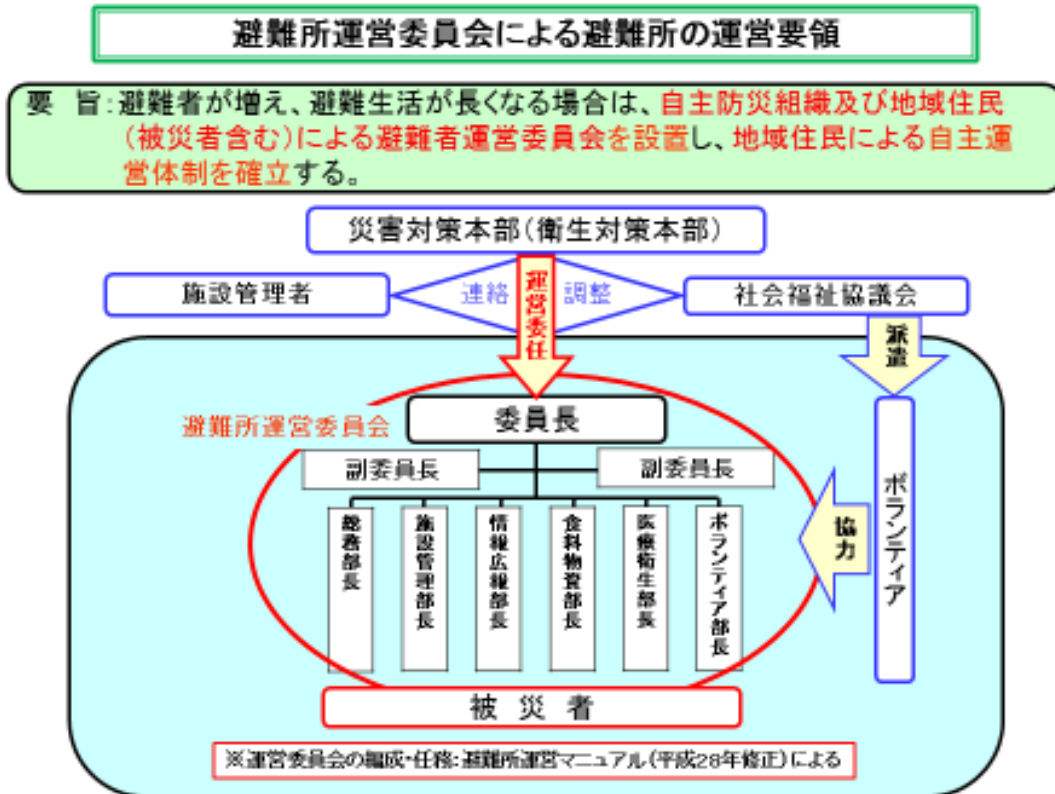 避難所運営委員会による避難所の運営要領
要 旨:避難者が増え、避難生活が長くなる場合は、自主防災組織及び地域住民
(被災者含む)による避難者運営委員会を設置し、地域住民による自主運
営体制を確立する。
災害対策本部(衛生対策本部)
施設管理者
連絡
調整
社会福祉協議会
運営委任
派遣
避難所運営委員会
委員長
副委員長
副委員長
総務部長
施設管理部長
情報広報部長
食料物資部長
医療衛生部長
ボランティア部長
協力
ボランティア
被 災 者
※運営委員会の編成・任務:避難所運営マニュアル(平成28年修正)による